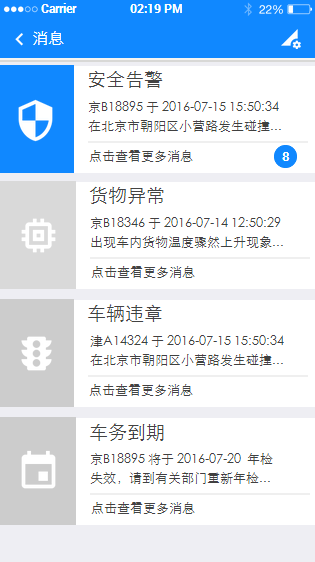 Carrier 02:19 PM 22%
消息
安全告警
京B18895 于 2016-07-15 15:50:34
在北京市朝阳区小营路发生碰撞...
点击查看更多消息 8
货物异常
京B18346 于 2016-07-14 12:50:29
出现车内货物温度骤然上升现象...
点击查看更多消息
车辆违章
津A14324 于 2016-07-15 15:50:34
在北京市朝阳区小营路发生碰撞...
点击查看更多消息
车务到期
京B18895 将于 2016-07-20 年检
失效，请到有关部门重新年检...
点击查看更多消息